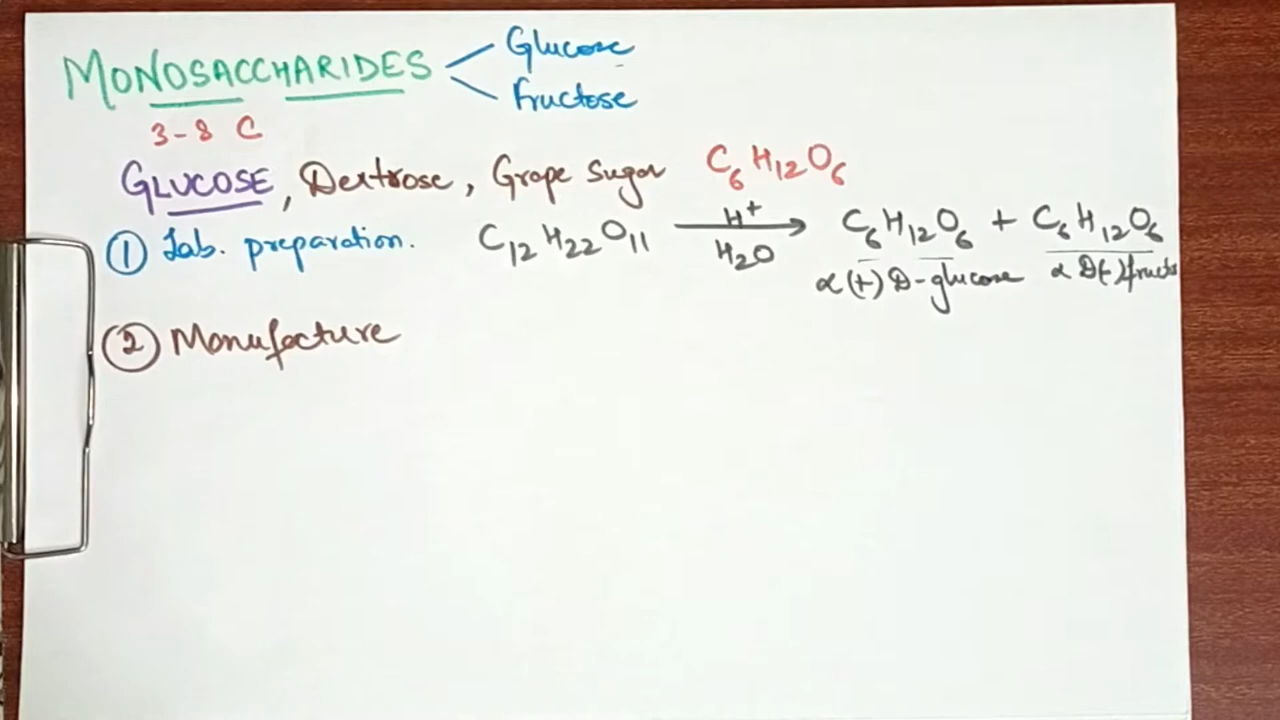 MONOSACCHARIDES Glucose
Fructose
3-8 C
GLUCOSE, Dextrose, Grape Sugar C6H12O6
① Lab. preparation. C12H22O11 H+ → H2O C6H12O6 + C6H12O6
α(+) D-glucose α D(-) fructs
② Manufacture